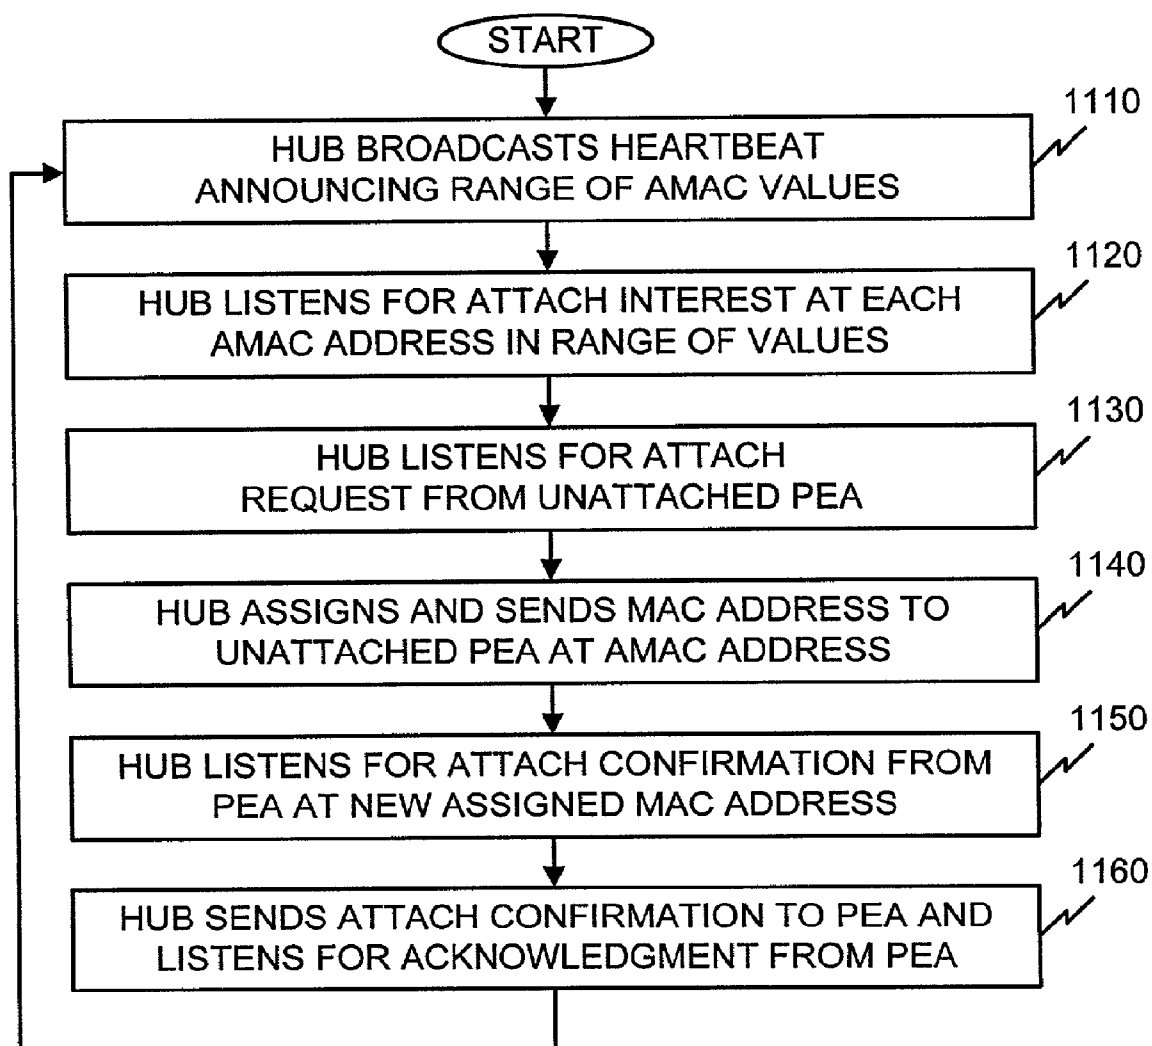 START
1110
HUB BROADCASTS HEARTBEAT
ANNOUNCING RANGE OF AMAC VALUES
1120
HUB LISTENS FOR ATTACH INTEREST AT EACH
AMAC ADDRESS IN RANGE OF VALUES
1130
HUB LISTENS FOR ATTACH
REQUEST FROM UNATTACHED PEA
1140
HUB ASSIGNS AND SENDS MAC ADDRESS TO
UNATTACHED PEA AT AMAC ADDRESS
1150
HUB LISTENS FOR ATTACH CONFIRMATION FROM
PEA AT NEW ASSIGNED MAC ADDRESS
1160
HUB SENDS ATTACH CONFIRMATION TO PEA AND
LISTENS FOR ACKNOWLEDGMENT FROM PEA